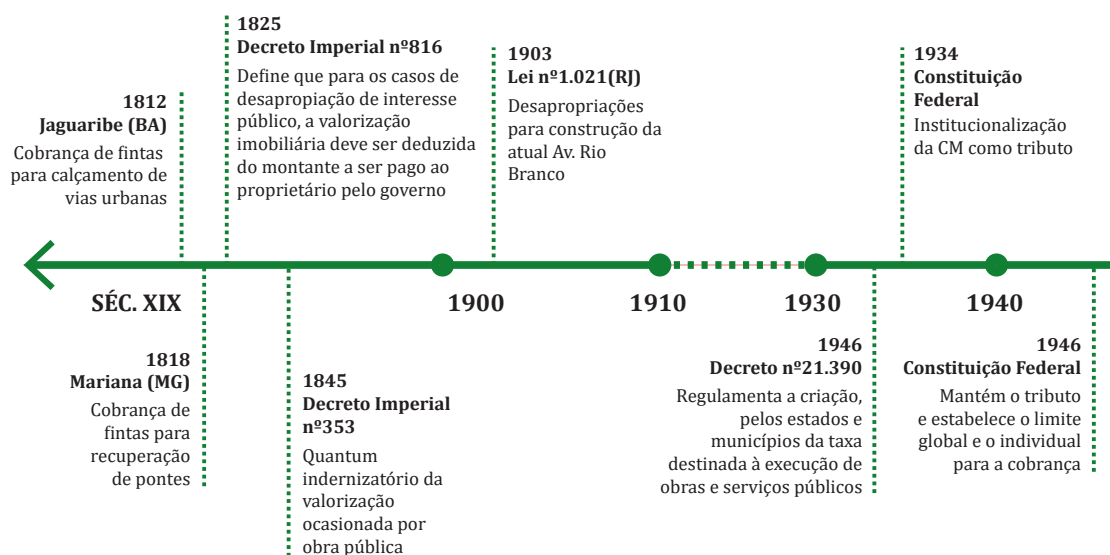 1812
Jaguaribe (BA)
Cobrança de fintas
para calçamento de
vias urbanas
1825
Decreto Imperial nº816
Define que para os casos de
desapropiação de interesse
público, a valorização
imobiliária deve ser deduzida
do montante a ser pago ao
proprietário pelo governo
1903
Lei nº1.021(RJ)
Desapropriações
para construção da
atual Av. Rio
Branco
1934
Constituição
Federal
Institucionalização
da CM como tributo
SÉC. XIX
1900
1910
1930
1940
1818
Mariana (MG)
Cobrança de
fintas para
recuperação
de pontes
1845
Decreto Imperial
nº353
Quantum
indernizatório da
valorização
ocasionada por
obra pública
1946
Decreto nº21.390
Regulamenta a criação,
pelos estados e
municípios da taxa
destinada à execução de
obras e serviços públicos
1946
Constituição Federal
Mantém o tributo
e estabelece o limite
global e o individual
para a cobrança